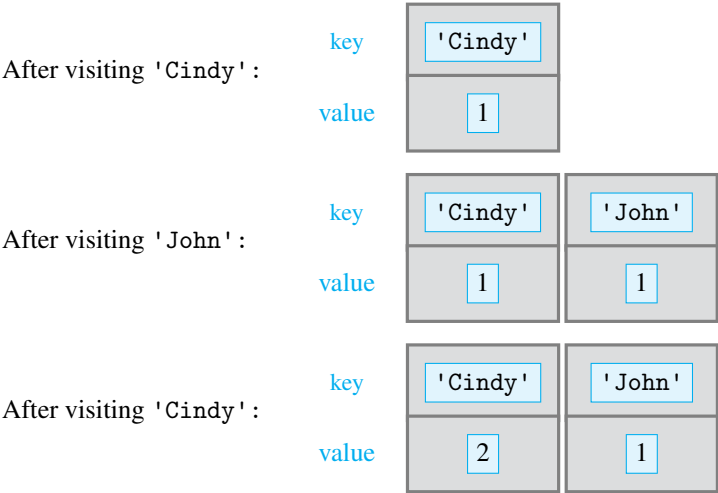 key 'Cindy'
After visiting 'Cindy':
value 1
key 'Cindy' 'John'
After visiting 'John':
value 1 1
key 'Cindy' 'John'
After visiting 'Cindy':
value 2 1